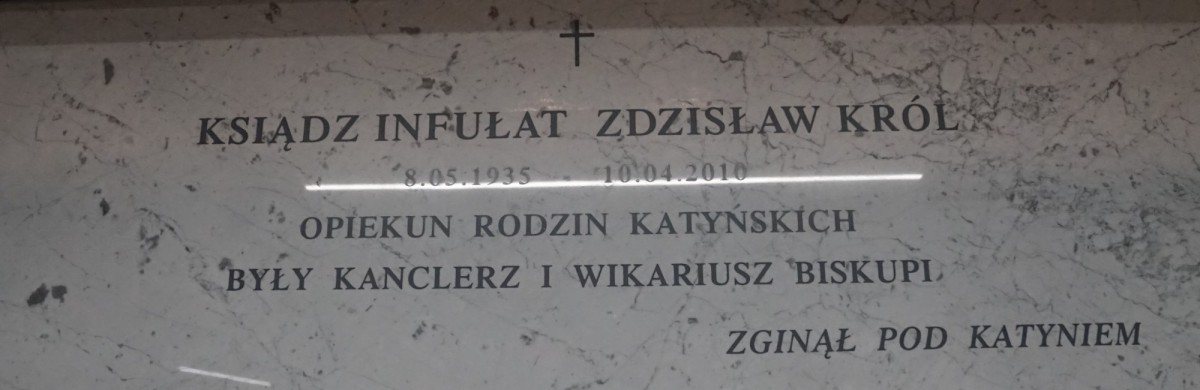 KSIĄDZ INFUŁAT ZDZISŁAW KRÓL
8.05.1935 10.04.2010
OPIEKUN RODZIN KATYŃSKICH
BYŁY KANCLERZ I WIKARIUSZ BISKUPI
ZGINĄŁ POD KATYNIEM